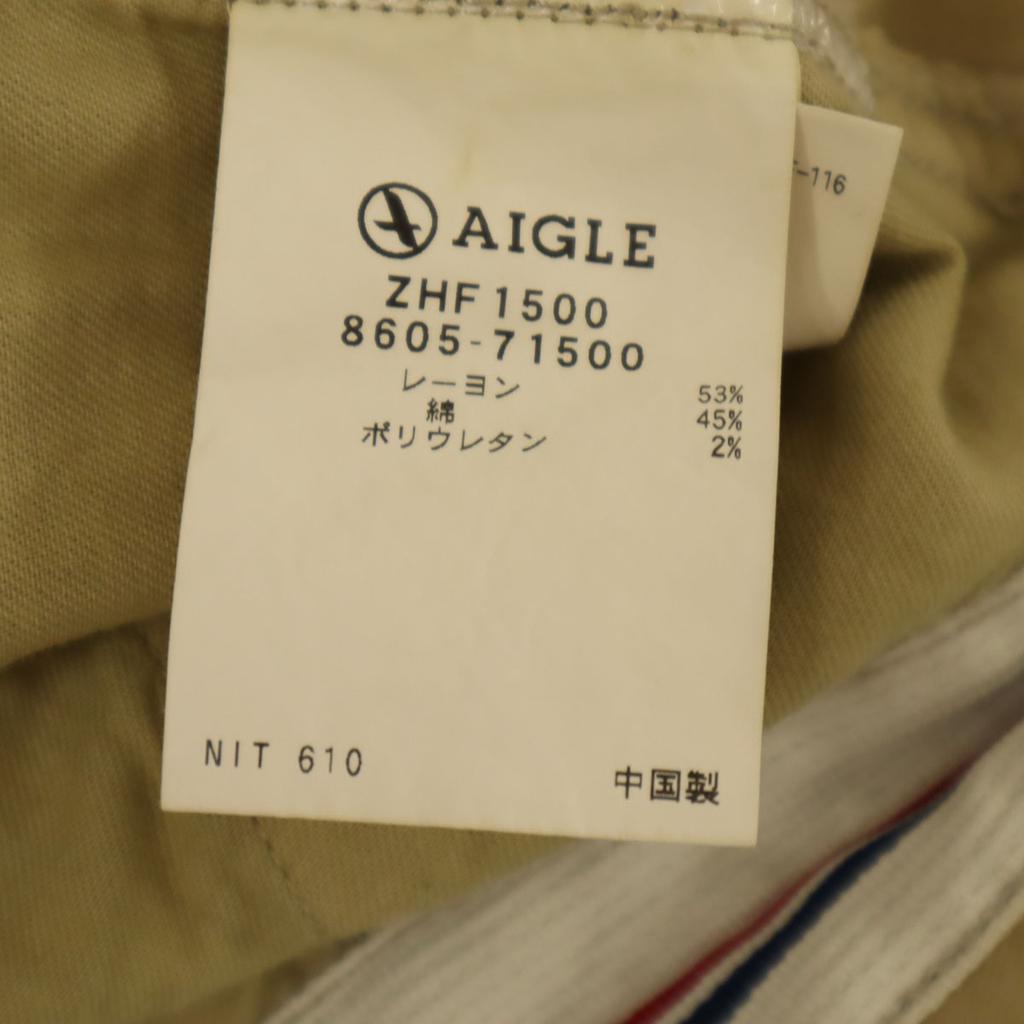 AIGLE
ZHF1500
8605-71500
レーヨン 53%
綿 45%
ポリウレタン 2%
NIT 610
中国製
-116